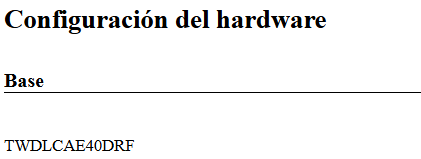 Configuración del hardware
Base
TWDLCAE40DRF